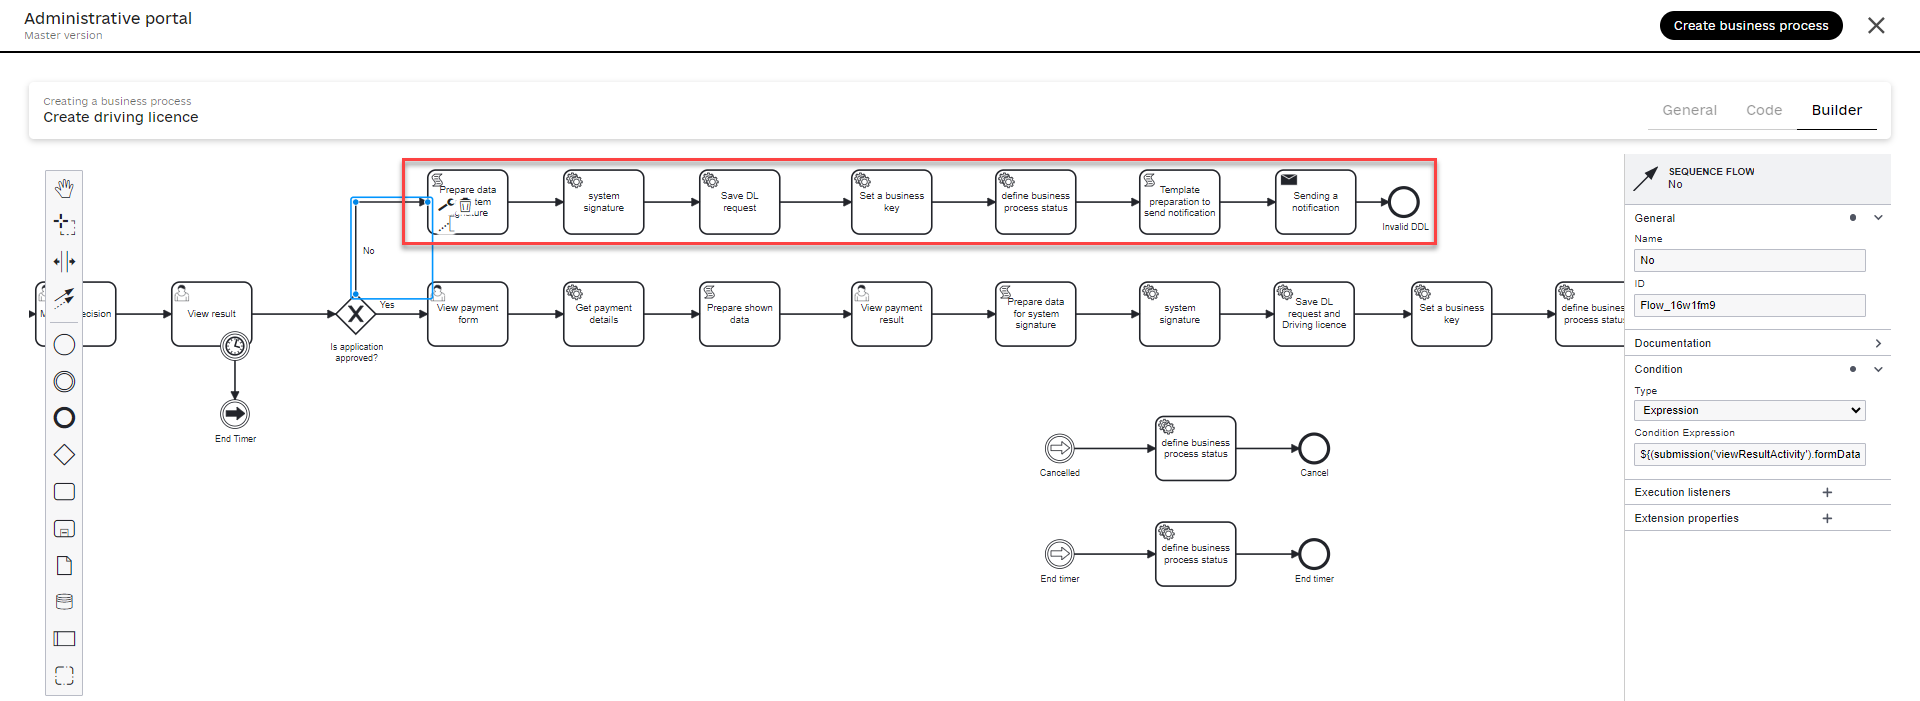 Administrative portal
Master version
Create business process
Creating a business process
Create driving licence
General
Code
Builder
Prepare data
tem
ature
system
signature
Save DL
request
Set a business
key
define business
process status
Template
preparation to
send notification
Sending a
notification
Invalid DDL
No
Yes
M
ecision
View result
Is application
approved?
View payment
form
Get payment
details
Prepare shown
data
View payment
result
Prepare data
for system
signature
system
signature
Save DL
request and
Driving licence
Set a business
key
define busines
process status
End Timer
Cancelled
define business
process status
Cancel
End timer
define business
process status
End timer
SEQUENCE FLOW
No
General
Name
No
ID
Flow_16w1fm9
Documentation
Condition
Type
Expression
Condition Expression
${(submission('viewResultActivity').formData
Execution listeners
Extension properties